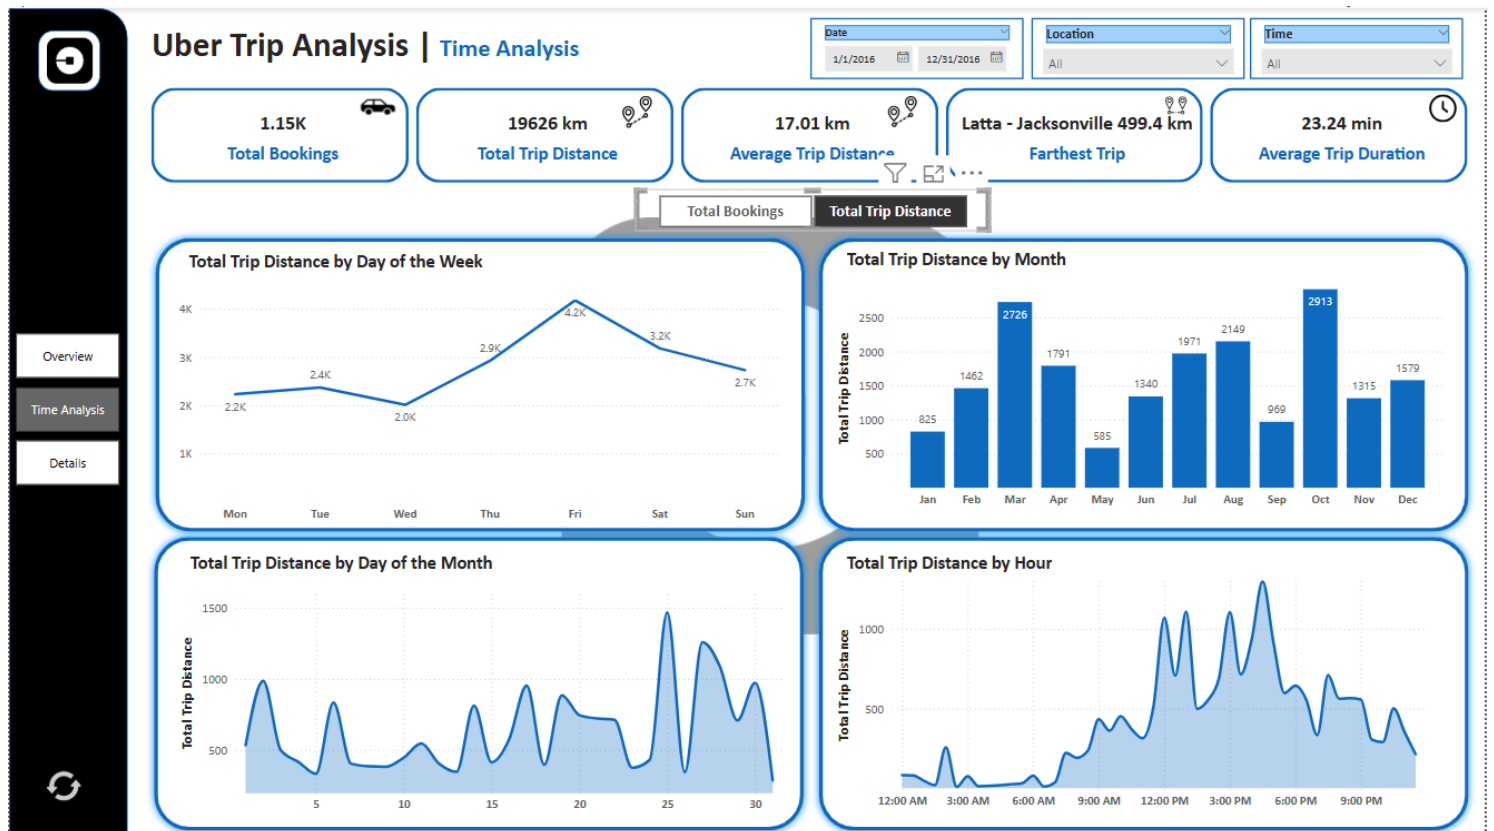 Uber Trip Analysis | Time Analysis
Date
1/1/2016 12/31/2016
Location
All
Time
All
1.15K
Total Bookings
19626 km
Total Trip Distance
17.01 km
Average Trip Distance
Latta - Jacksonville 499.4 km
Farthest Trip
23.24 min
Average Trip Duration
Total Bookings Total Trip Distance
Overview
Time Analysis
Details
Total Trip Distance by Day of the Week
4K
3K
2K
1K
2.2K
2.4K
2.0K
2.9K
4.2K
3.2K
2.7K
Mon Tue Wed Thu Fri Sat Sun
Total Trip Distance by Month
Total Trip Distance
2500
2000
1500
1000
500
825
1462
2726
1791
585
1340
1971
2149
969
2913
1315
1579
Jan Feb Mar Apr May Jun Jul Aug Sep Oct Nov Dec
Total Trip Distance by Day of the Month
Total Trip Distance
1500
1000
500
5 10 15 20 25 30
Total Trip Distance by Hour
Total Trip Distance
1000
500
12:00 AM 3:00 AM 6:00 AM 9:00 AM 12:00 PM 3:00 PM 6:00 PM 9:00 PM